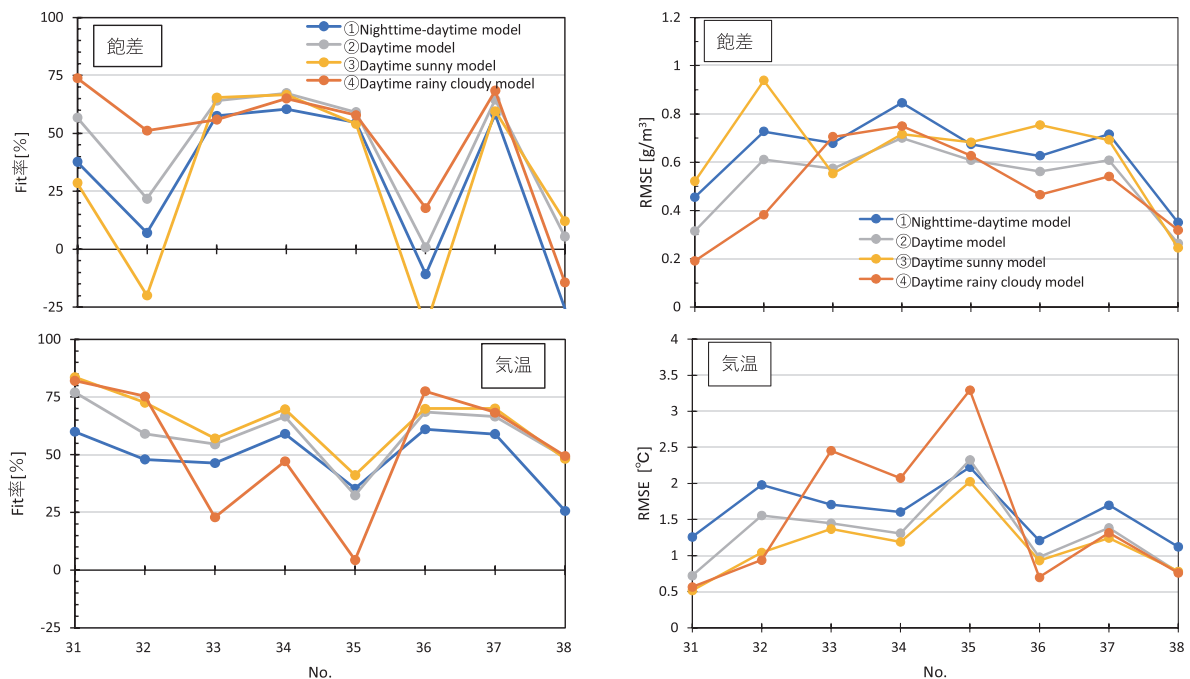 100
75
50
25
0
-25
Fit率[%]
飽差
①Nighttime-daytime model
②Daytime model
③Daytime sunny model
④Daytime rainy cloudy model
1.2
1
0.8
0.6
0.4
0.2
0
RMSE [g/m³]
飽差
①Nighttime-daytime model
②Daytime model
③Daytime sunny model
④Daytime rainy cloudy model
100
75
50
25
0
-25
Fit率[%]
気温
31 32 33 34 35 36 37 38
No.
4
3.5
3
2.5
2
1.5
1
0.5
0
RMSE [℃]
気温
31 32 33 34 35 36 37 38
No.